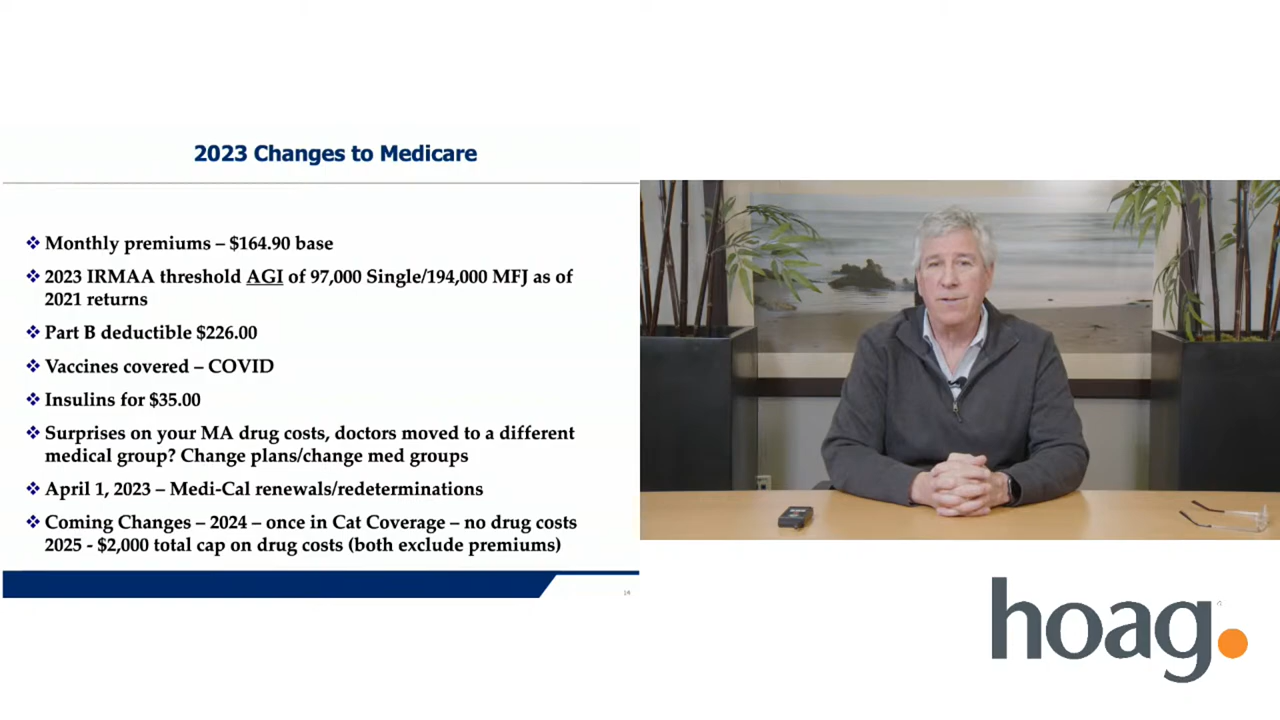 2023 Changes to Medicare
❖ Monthly premiums – $164.90 base
❖ 2023 IRMAA threshold AGI of 97,000 Single/194,000 MFJ as of
2021 returns
❖ Part B deductible $226.00
❖ Vaccines covered – COVID
❖ Insulins for $35.00
❖ Surprises on your MA drug costs, doctors moved to a different
medical group? Change plans/change med groups
❖ April 1, 2023 – Medi-Cal renewals/redeterminations
❖ Coming Changes – 2024 – once in Cat Coverage – no drug costs
2025 - $2,000 total cap on drug costs (both exclude premiums)
14
hoag.